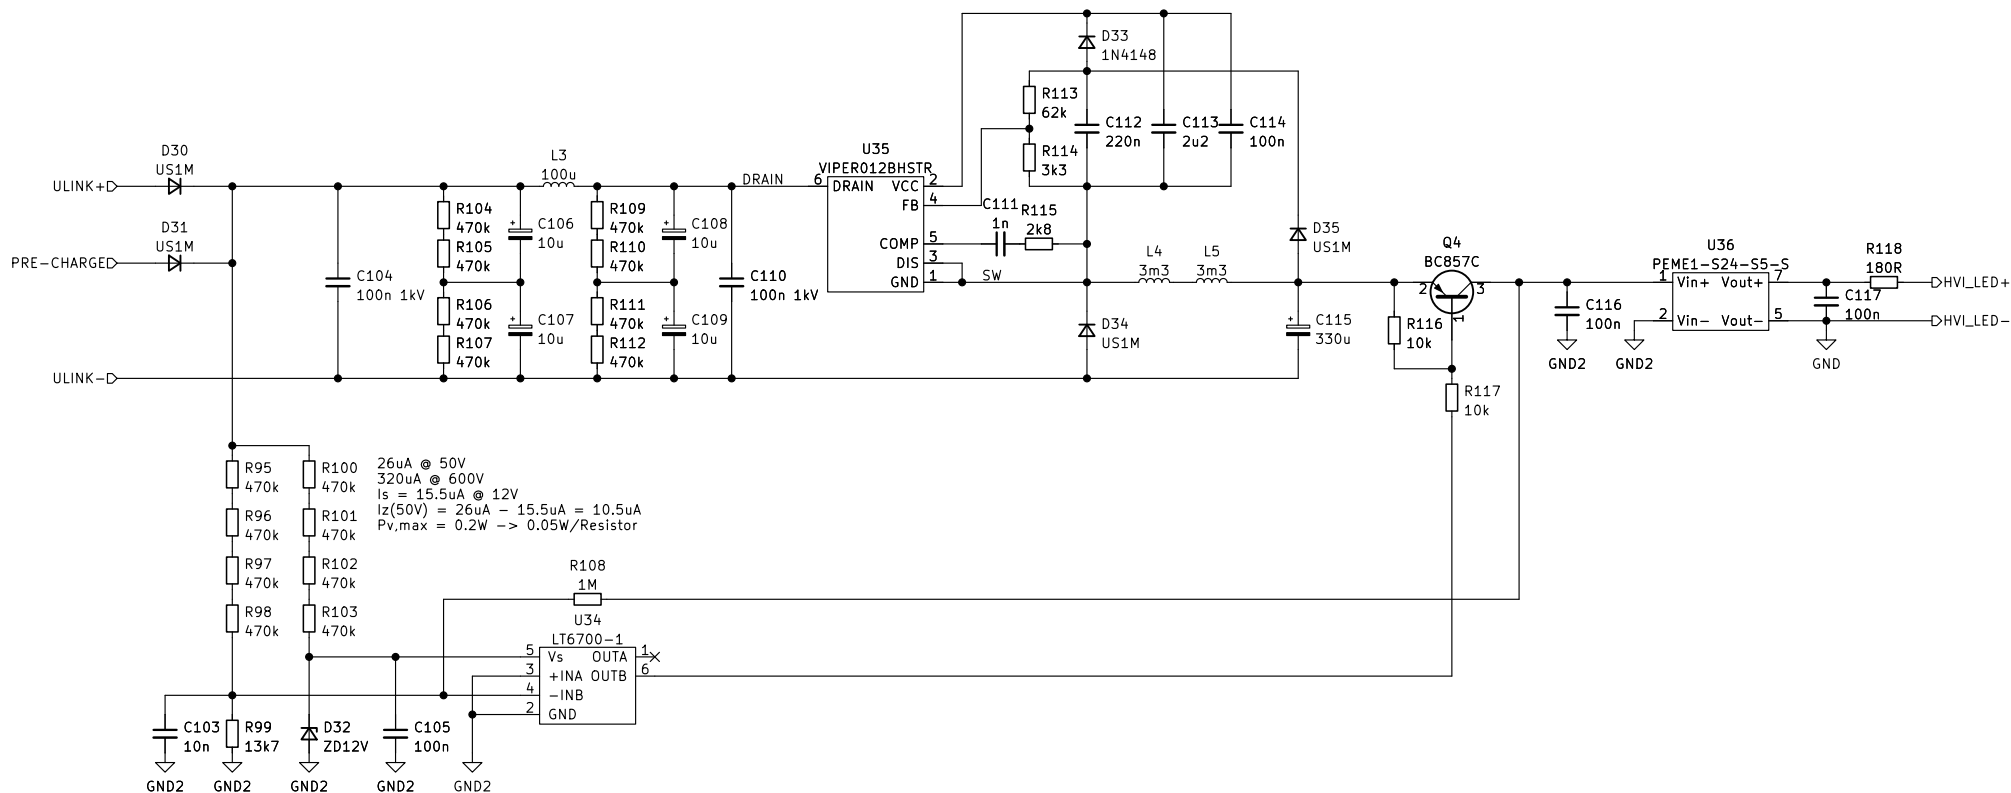 D33
1N4148
R113
62k
C112
220n
C113
2u2
C114
100n
R114
3k3
D30
US1M
ULINK+
L3
100u
DRAIN
U35
VIPER012BHSTR
6
DRAIN
VCC
2
FB
4
COMP
5
DIS
3
GND
1
C111
1n
R115
2k8
SW
D31
US1M
PRE-CHARGE
R104
470k
R105
470k
C106
10u
R109
470k
R110
470k
C108
10u
C104
100n 1kV
C110
100n 1kV
R106
470k
R107
470k
C107
10u
R111
470k
R112
470k
C109
10u
ULINK-
L4
3m3
L5
3m3
D34
US1M
D35
US1M
C115
330u
Q4
BC857C
2
3
1
R116
10k
R117
10k
C116
100n
GND2
U36
PEME1-S24-S5-S
1
Vin+
Vout+
7
2
Vin-
Vout-
5
GND2
C117
100n
GND
R118
180R
HVI_LED+
HVI_LED-
R95
470k
R96
470k
R97
470k
R98
470k
R100
470k
R101
470k
R102
470k
R103
470k
26uA @ 50V
320uA @ 600V
Is = 15.5uA @ 12V
Iz(50V) = 26uA - 15.5uA = 10.5uA
Pv,max = 0.2W -> 0.05W/Resistor
R108
1M
U34
LT6700-1
5
Vs
OUTA
1
3
+INA
OUTB
6
4
-INB
2
GND
C103
10n
R99
13k7
D32
ZD12V
C105
100n
GND2
GND2
GND2
GND2
GND2